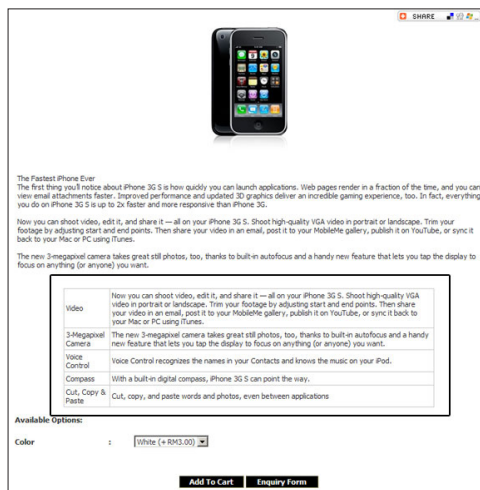 SHARE
The Fastest iPhone Ever
The first thing you'll notice about iPhone 3G S is how quickly you can launch applications. Web pages render in a fraction of the time, and you can
view email attachments faster. Improved performance and updated 3D graphics deliver an incredible gaming experience, too. In fact, everything
you do on iPhone 3G S is up to 2x faster and more responsive than iPhone 3G.
Now you can shoot video, edit it, and share it — all on your iPhone 3G S. Shoot high-quality VGA video in portrait or landscape. Trim your
footage by adjusting start and end points. Then share your video in an email, post it to your MobileMe gallery, publish it on YouTube, or sync it
back to your Mac or PC using iTunes.
The new 3-megapixel camera takes great still photos, too, thanks to built-in autofocus and a handy new feature that lets you tap the display to
focus on anything (or anyone) you want.
Video
Now you can shoot video, edit it, and share it — all on your iPhone 3G S. Shoot high-quality VGA
video in portrait or landscape. Trim your footage by adjusting start and end points. Then share
your video in an email, post it to your MobileMe gallery, publish it on YouTube, or sync it back to
your Mac or PC using iTunes.
3-Megapixel
Camera
The new 3-megapixel camera takes great still photos, too, thanks to built-in autofocus and a handy
new feature that lets you tap the display to focus on anything (or anyone) you want.
Voice
Control
Voice Control recognizes the names in your Contacts and knows the music on your iPod.
Compass
With a built-in digital compass, iPhone 3G S can point the way.
Cut, Copy &
Paste
Cut, copy, and paste words and photos, even between applications
Available Options:
Color : White (+RM3.00)
Add To Cart Enquiry Form